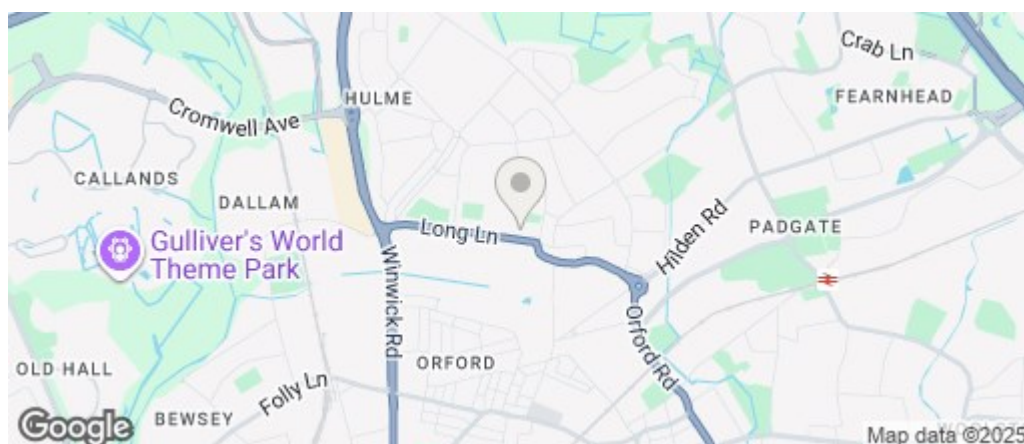 Crab Ln
HULME
FEARNHEAD
Cromwell Ave
CALLANDS
DALLAM
Long Ln
Hilden Rd
PADGATE
Gulliver's World
Theme Park
Winwick Rd
Orford Rd
OLD HALL
Folly Ln
ORFORD
BEWSEY
Google
Map data ©2025